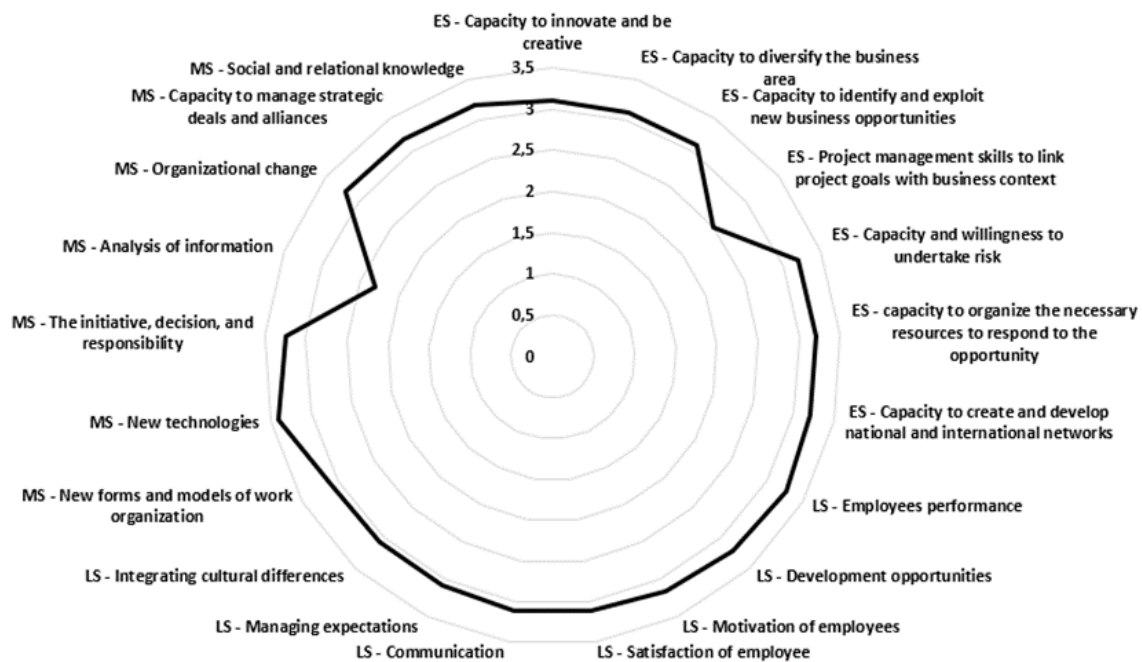 ES - Capacity to innovate and be
creative
ES - Capacity to diversify the business
area
ES - Capacity to identify and exploit
new business opportunities
ES - Project management skills to link
project goals with business context
ES - Capacity and willingness to
undertake risk
ES - capacity to organize the necessary
resources to respond to the
opportunity
ES - Capacity to create and develop
national and international networks
LS - Employees performance
LS - Development opportunities
LS - Motivation of employees
LS - Satisfaction of employee
LS - Communication
LS - Managing expectations
LS - Integrating cultural differences
MS - New forms and models of work
organization
MS - New technologies
MS - The initiative, decision, and
responsibility
MS - Analysis of information
MS - Organizational change
MS - Capacity to manage strategic
deals and alliances
MS - Social and relational knowledge
3,5
3
2,5
2
1,5
1
0,5
0